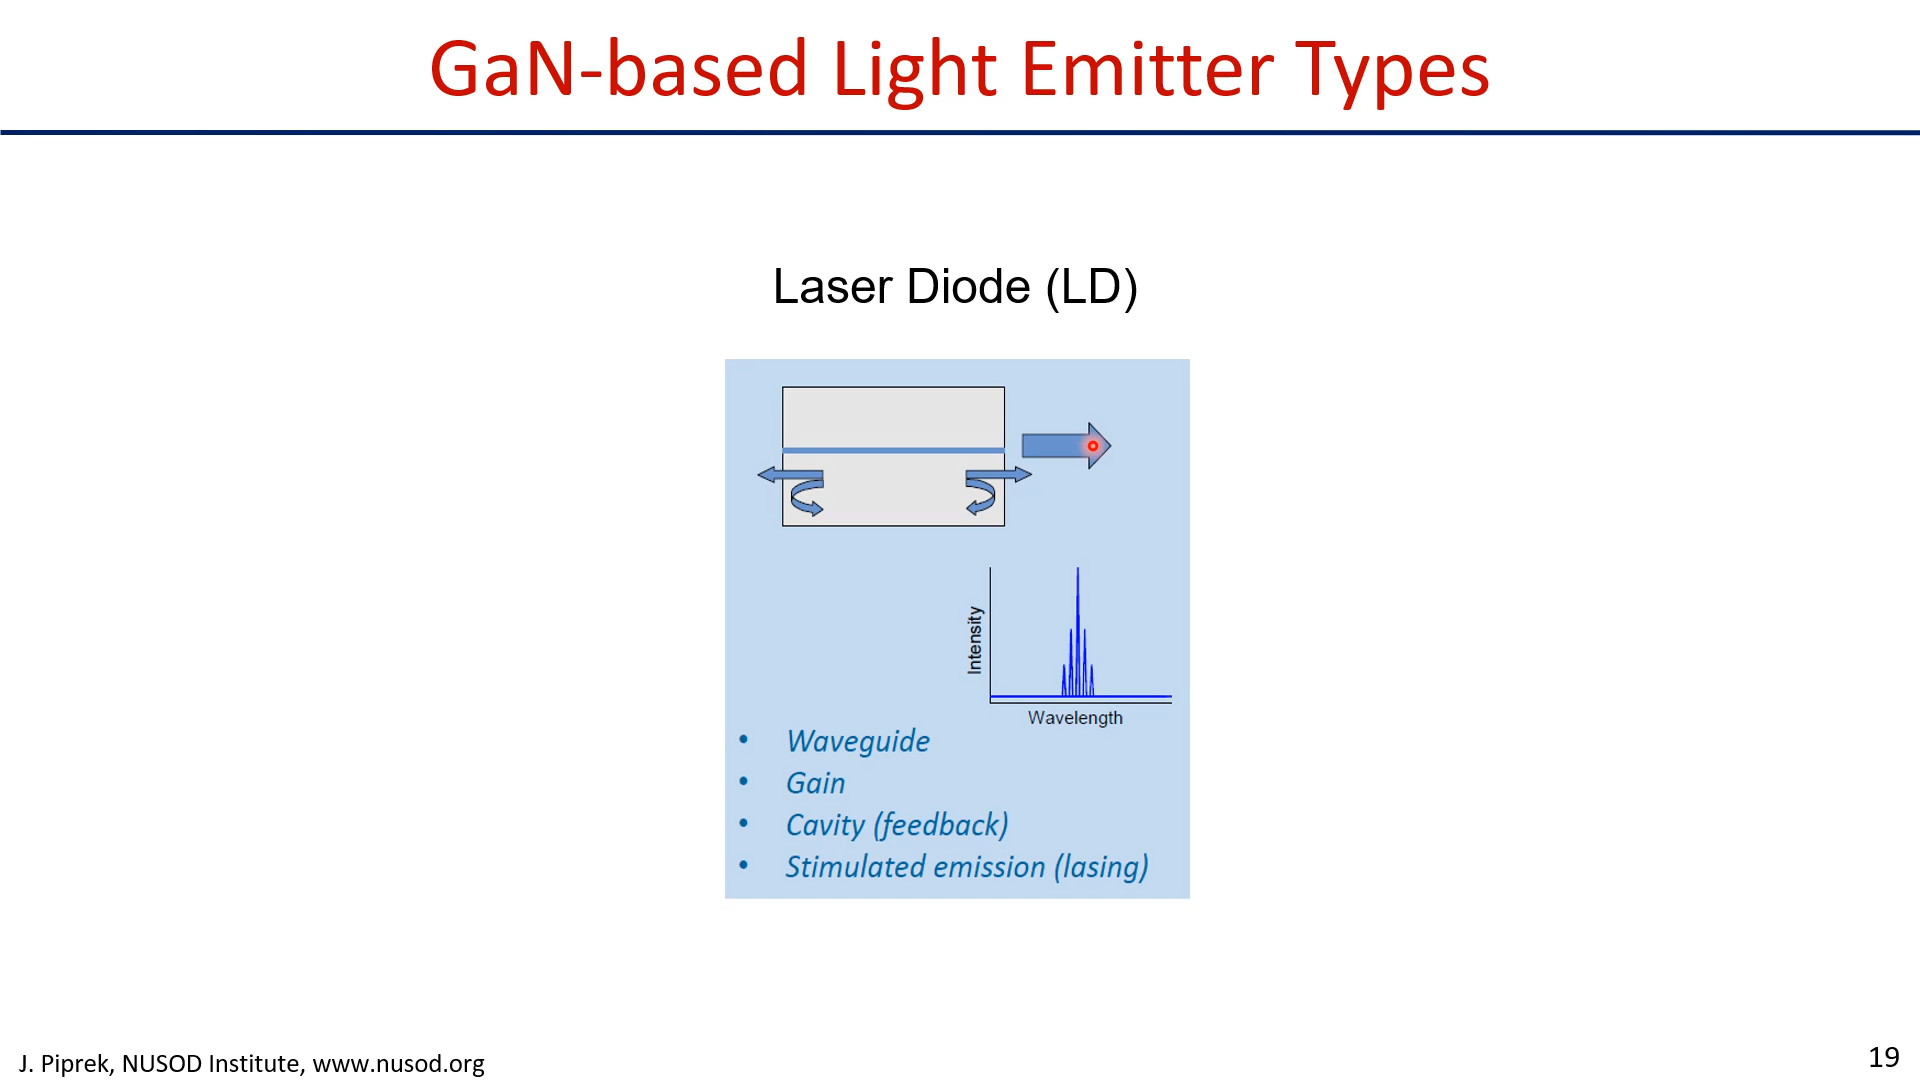 GaN-based Light Emitter Types
Laser Diode (LD)
Intensity
Wavelength
• Waveguide
• Gain
• Cavity (feedback)
• Stimulated emission (lasing)
J. Piprek, NUSOD Institute, www.nusod.org
19